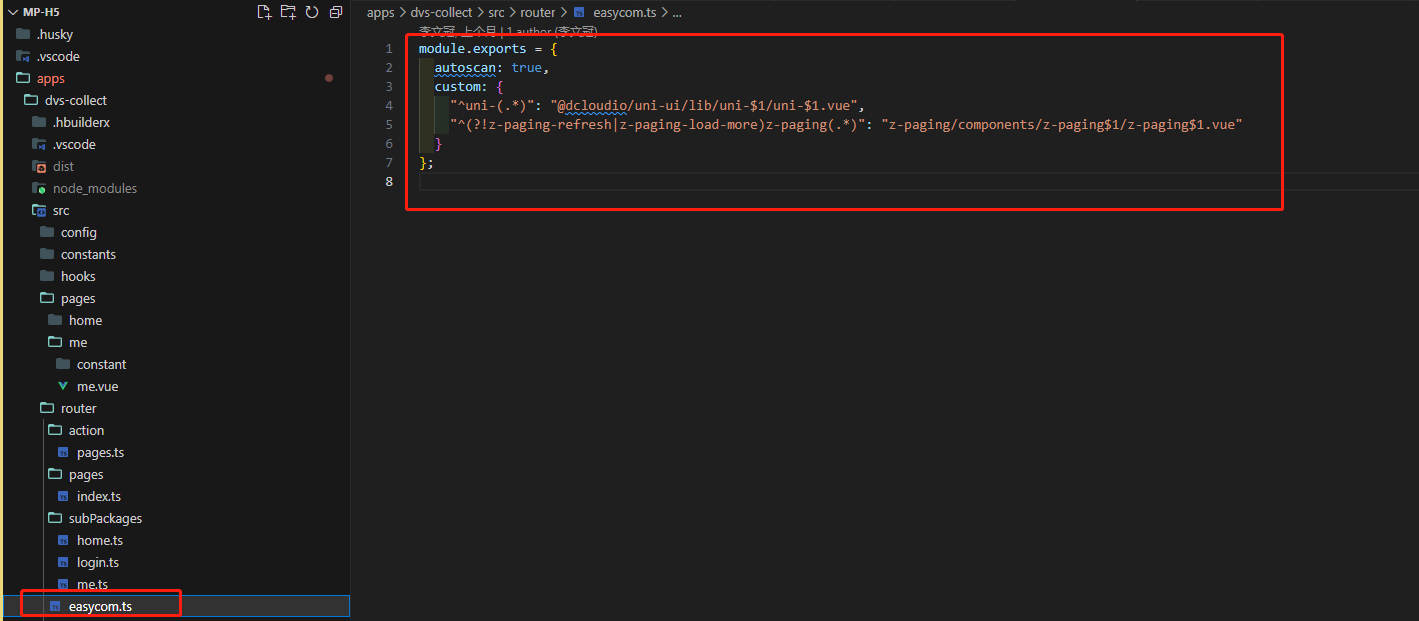 MP-H5
.husky
.vscode
apps
dvs-collect
.hbuilderx
.vscode
dist
node_modules
src
config
constants
hooks
pages
home
me
constant
me.vue
router
action
pages.ts
pages
index.ts
subPackages
home.ts
login.ts
me.ts
easycom.ts
apps > dvs-collect > src > router > easycom.ts > ...
李文冠, 上个月 | 1 author (李文冠)
1 module.exports = {
2 autoscan: true,
3 custom: {
4 "^uni-(.*)": "@dcloudio/uni-ui/lib/uni-$1/uni-$1.vue",
5 "^(?!z-paging-refresh|z-paging-load-more)z-paging(.*)": "z-paging/components/z-paging$1/z-paging$1.vue"
6 }
7 };
8